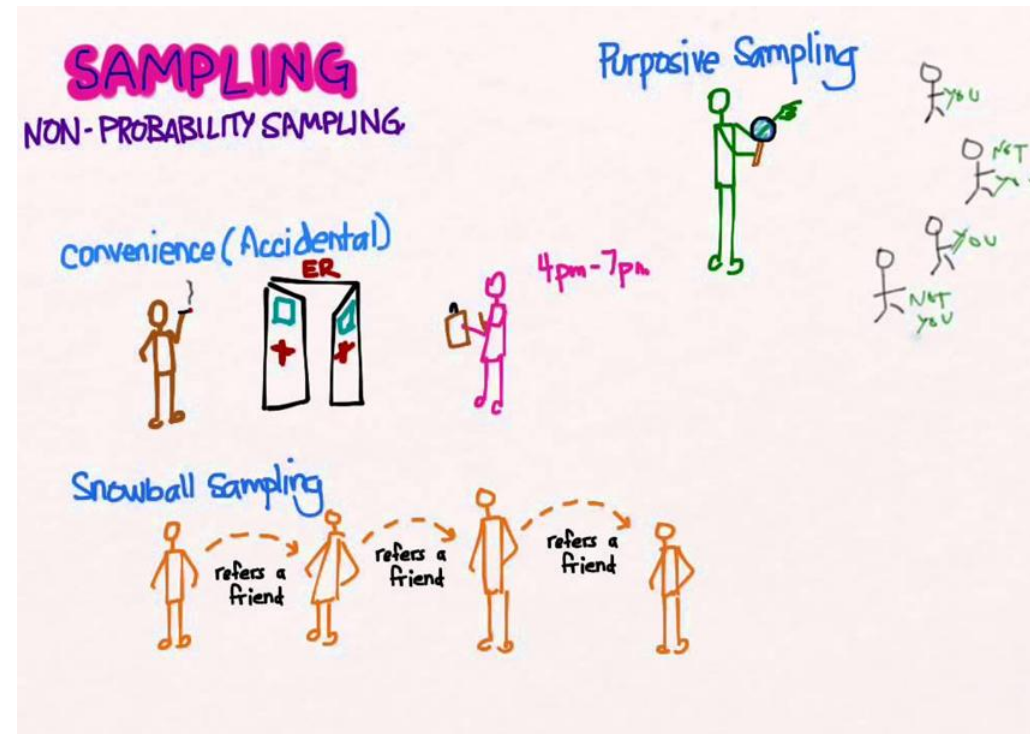 SAMPLING
NON-PROBABILITY SAMPLING
Purposive Sampling
YOU
NOT
YOU
NOT
YOU
Convenience (Accidental)
ER
4pm-7pm
Snowball Sampling
refers a
friend
refers a
friend
refers a
friend